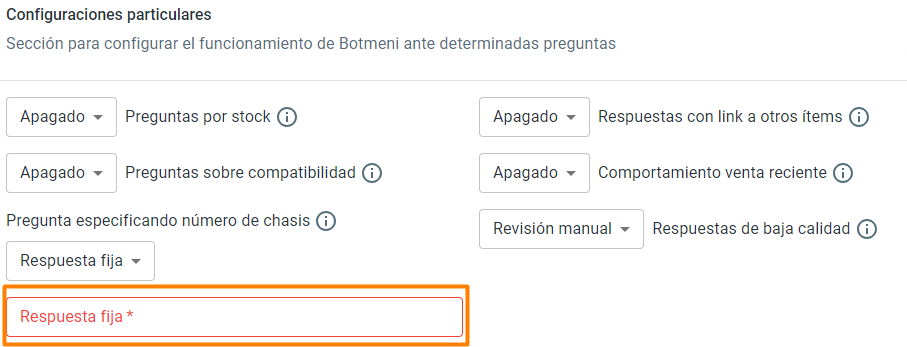 Configuraciones particulares
Sección para configurar el funcionamiento de Botmeni ante determinadas preguntas
Apagado Preguntas por stock
Apagado Respuestas con link a otros ítems
Apagado Preguntas sobre compatibilidad
Apagado Comportamiento venta reciente
Pregunta especificando número de chasis
Respuesta fija
Revisión manual Respuestas de baja calidad
Respuesta fija *